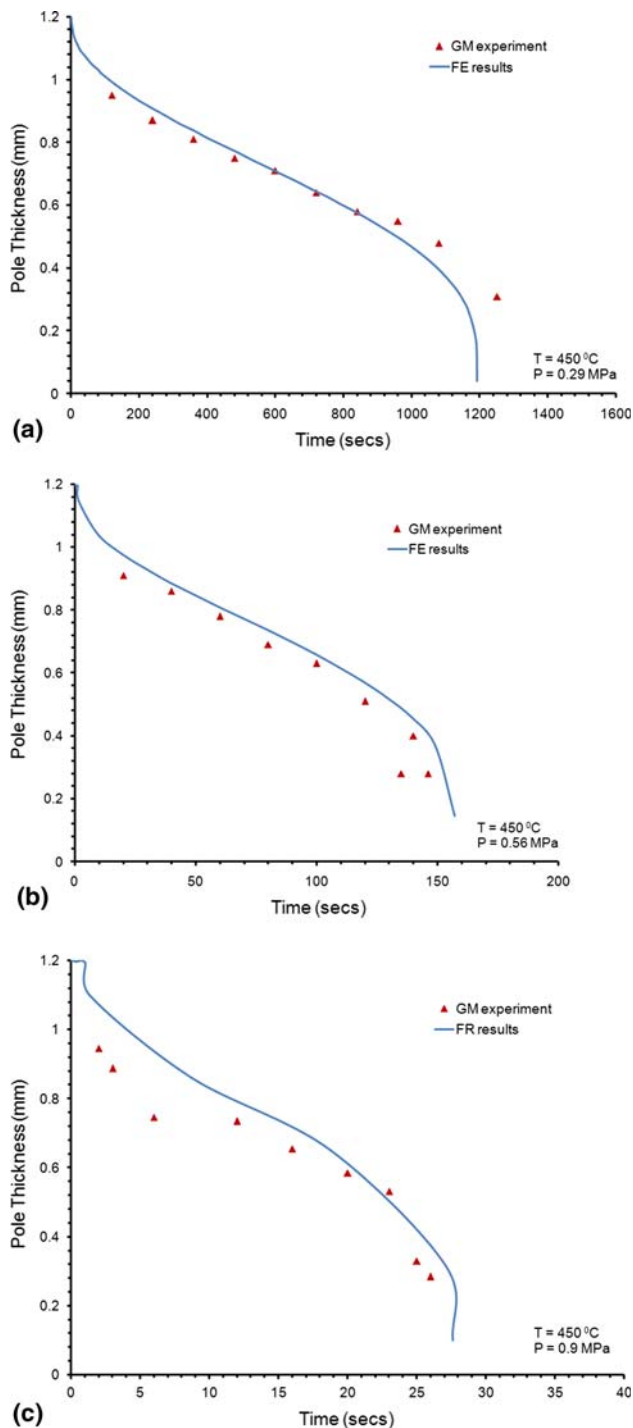 1.2
1
0.8
0.6
0.4
0.2
0
Pole Thickness (mm)
GM experiment
FE results
T = 450 ⁰C
P = 0.29 MPa
0 200 400 600 800 1000 1200 1400 1600
Time (secs)
(a)
1.2
1
0.8
0.6
0.4
0.2
0
Pole Thickness (mm)
GM experiment
FE results
T = 450 ⁰C
P = 0.56 MPa
0 50 100 150 200
Time (secs)
(b)
1.2
1
0.8
0.6
0.4
0.2
0
Pole Thickness (mm)
GM experiment
FR results
T = 450 ⁰C
P = 0.9 MPa
0 5 10 15 20 25 30 35 40
Time (secs)
(c)